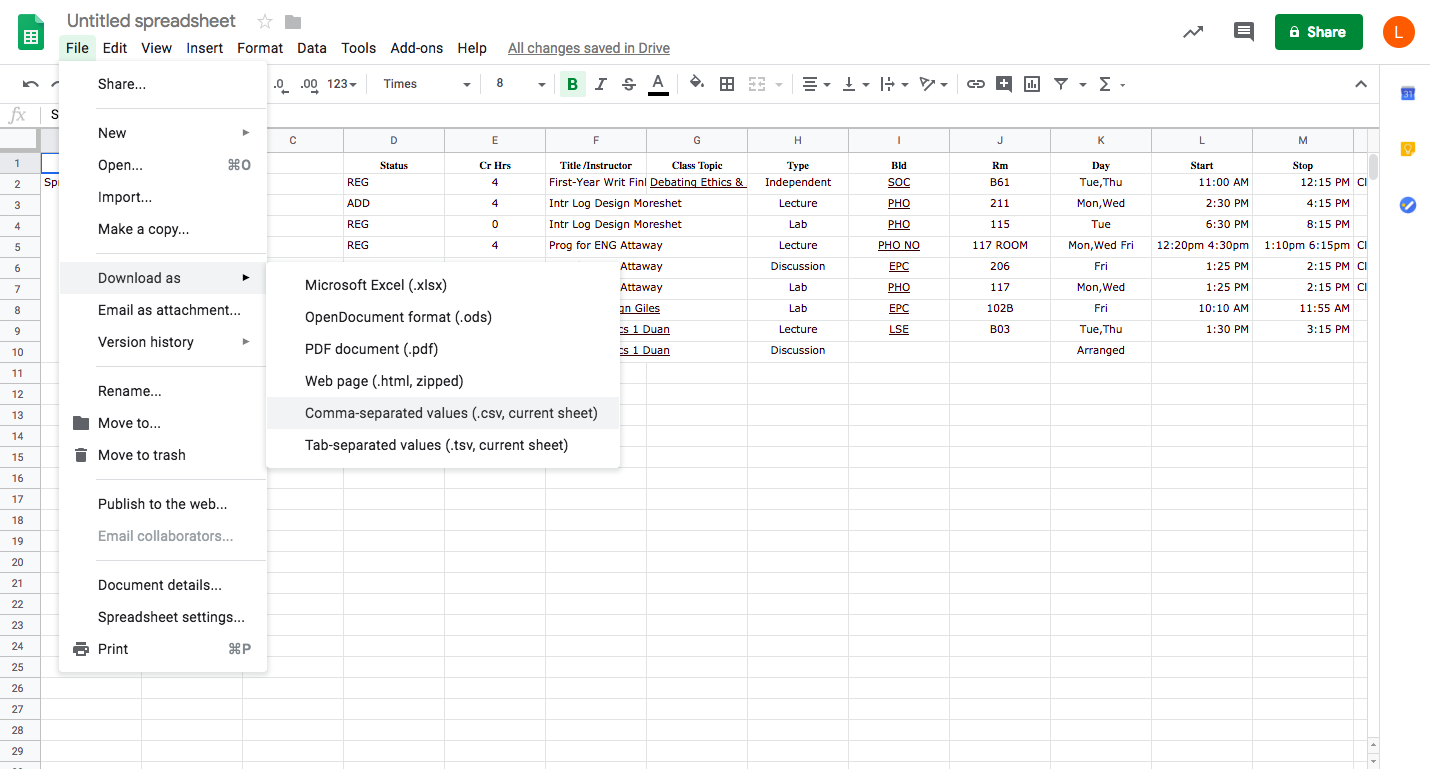 Untitled spreadsheet
File Edit View Insert Format Data Tools Add-ons Help All changes saved in Drive
Share
L
.0 .00 123 Times 8 B I S A Σ
31
fx S
Share...
New
Open... ⌘O
Import...
Make a copy...
Download as
Email as attachment...
Version history
Rename...
Move to...
Move to trash
Publish to the web...
Email collaborators...
Document details...
Spreadsheet settings...
Print ⌘P
Microsoft Excel (.xlsx)
OpenDocument format (.ods)
PDF document (.pdf)
Web page (.html, zipped)
Comma-separated values (.csv, current sheet)
Tab-separated values (.tsv, current sheet)
C D E F G H I J K L M
1 Status Cr Hrs Title /Instructor Class Topic Type Bld Rm Day Start Stop
2 Spr REG 4 First-Year Writ Finl Debating Ethics & Independent SOC B61 Tue,Thu 11:00 AM 12:15 PM Cl
3 ADD 4 Intr Log Design Moreshet Lecture PHO 211 Mon,Wed 2:30 PM 4:15 PM
4 REG 0 Intr Log Design Moreshet Lab PHO 115 Tue 6:30 PM 8:15 PM
5 REG 4 Prog for ENG Attaway Lecture PHO NO 117 ROOM Mon,Wed Fri 12:20pm 4:30pm 1:10pm 6:15pm Cl
6 Attaway Discussion EPC 206 Fri 1:25 PM 2:15 PM Cl
7 Attaway Lab PHO 117 Mon,Wed 1:25 PM 2:15 PM Cl
8 gn Giles Lab EPC 102B Fri 10:10 AM 11:55 AM
9 cs 1 Duan Lecture LSE B03 Tue,Thu 1:30 PM 3:15 PM
10 cs 1 Duan Discussion Arranged
11
12
13
14
15
16
17
18
19
20
21
22
23
24
25
26
27
28
29